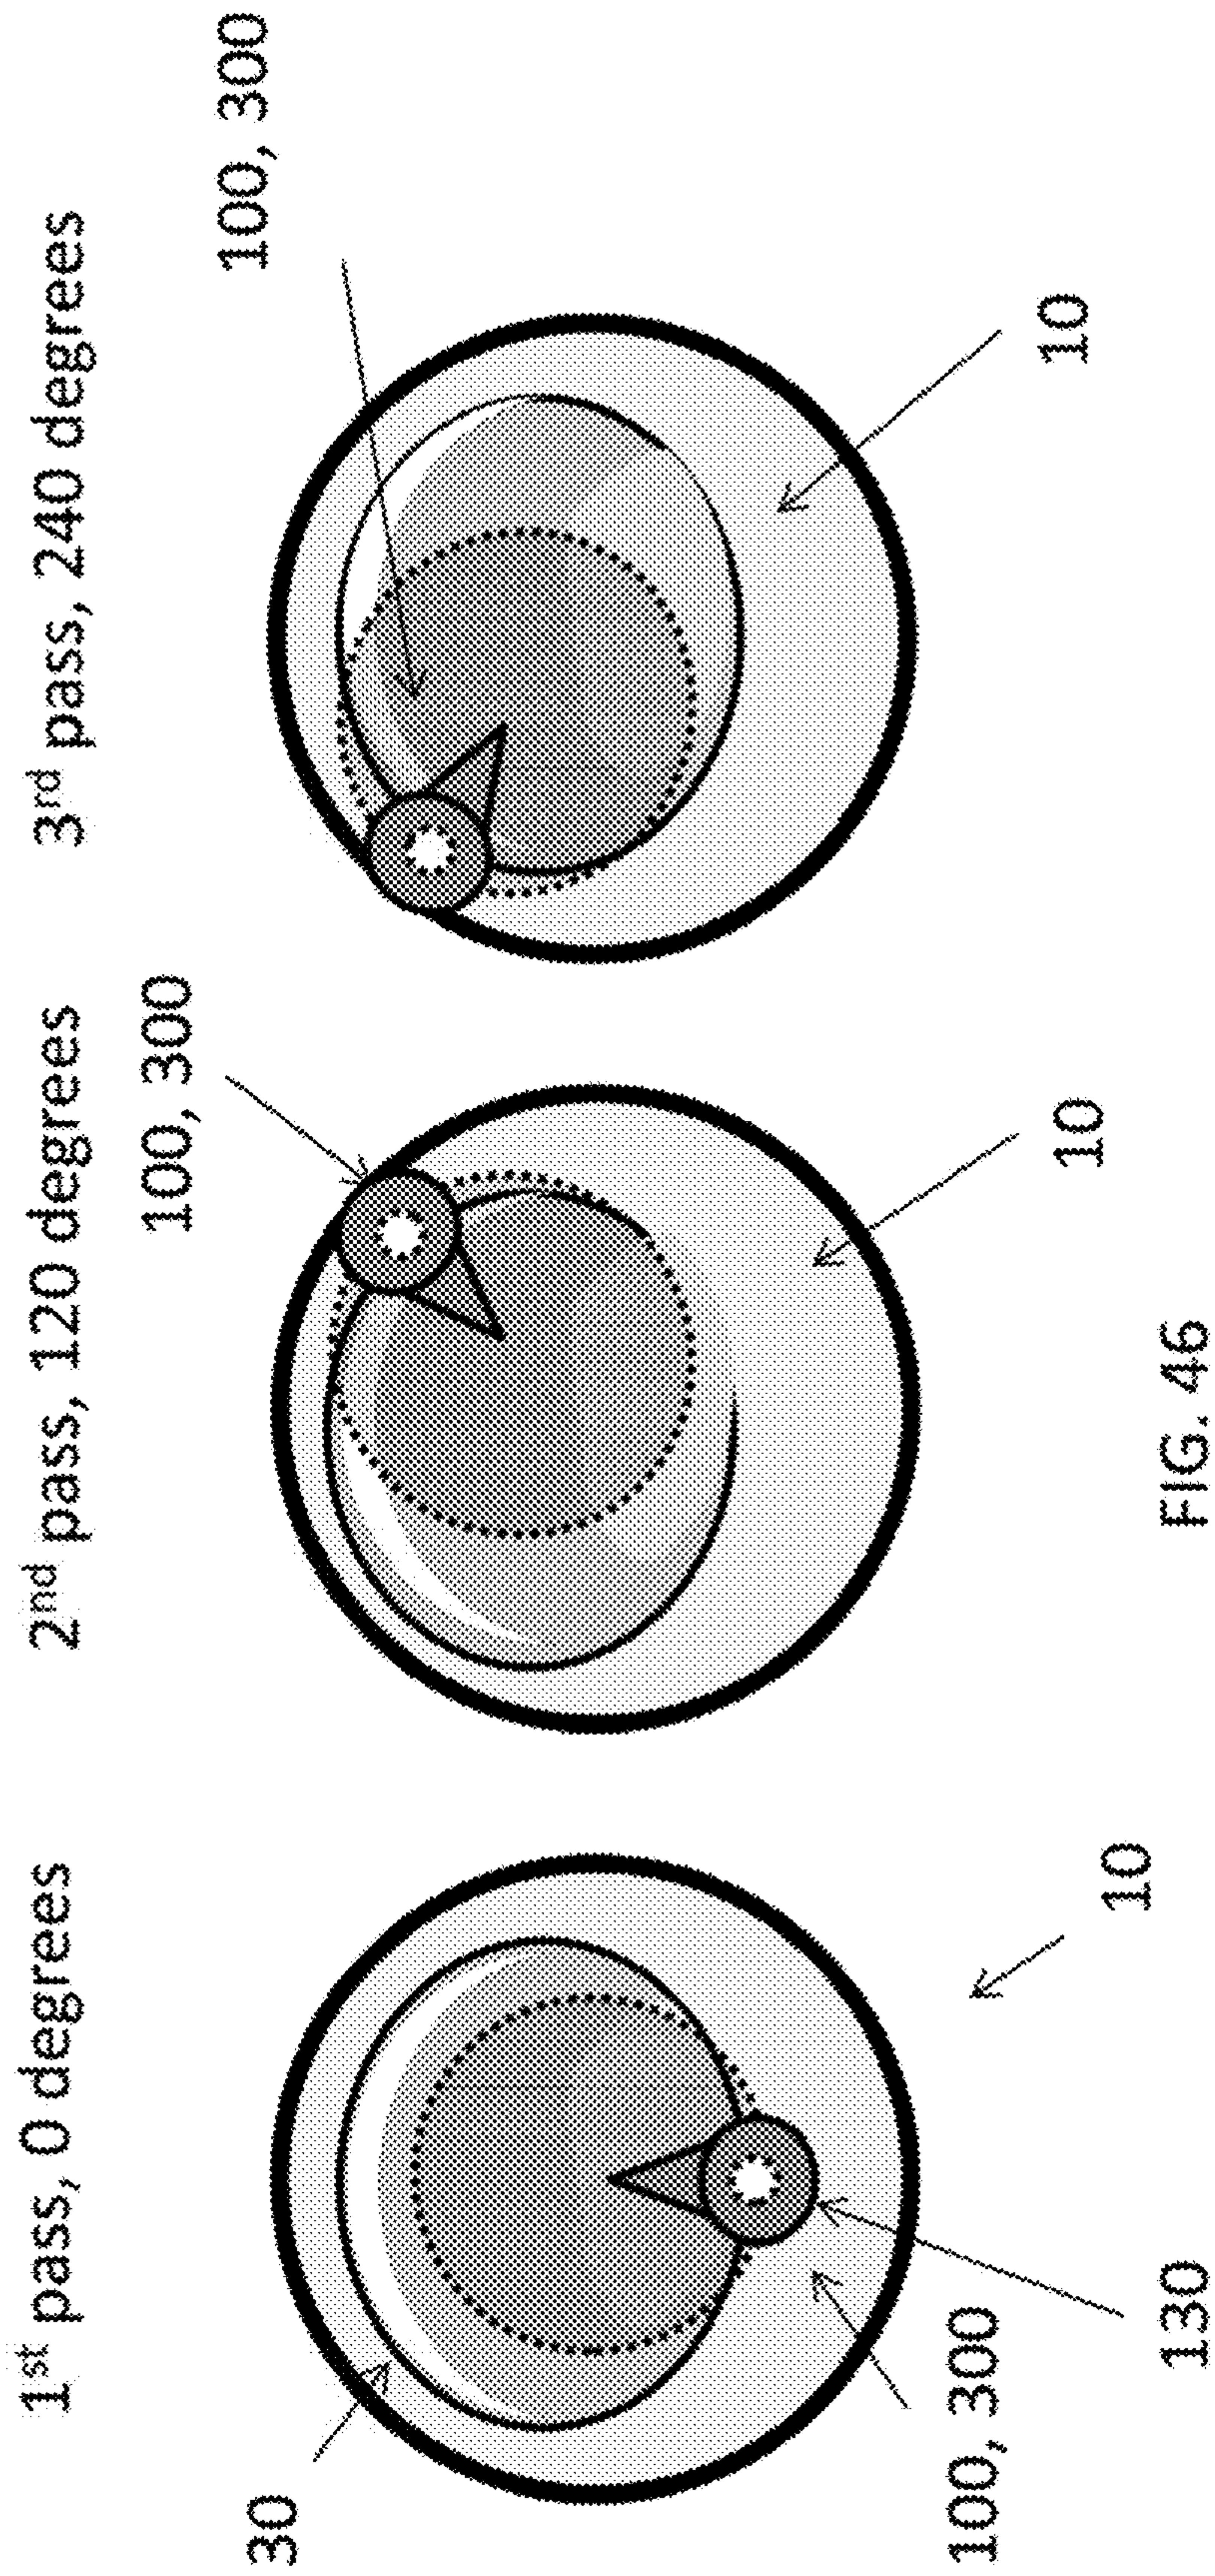 1st pass, 0 degrees
2nd pass, 120 degrees
3rd pass, 240 degrees
30
100, 300
130
10
100, 300
10
100, 300
10
FIG. 46